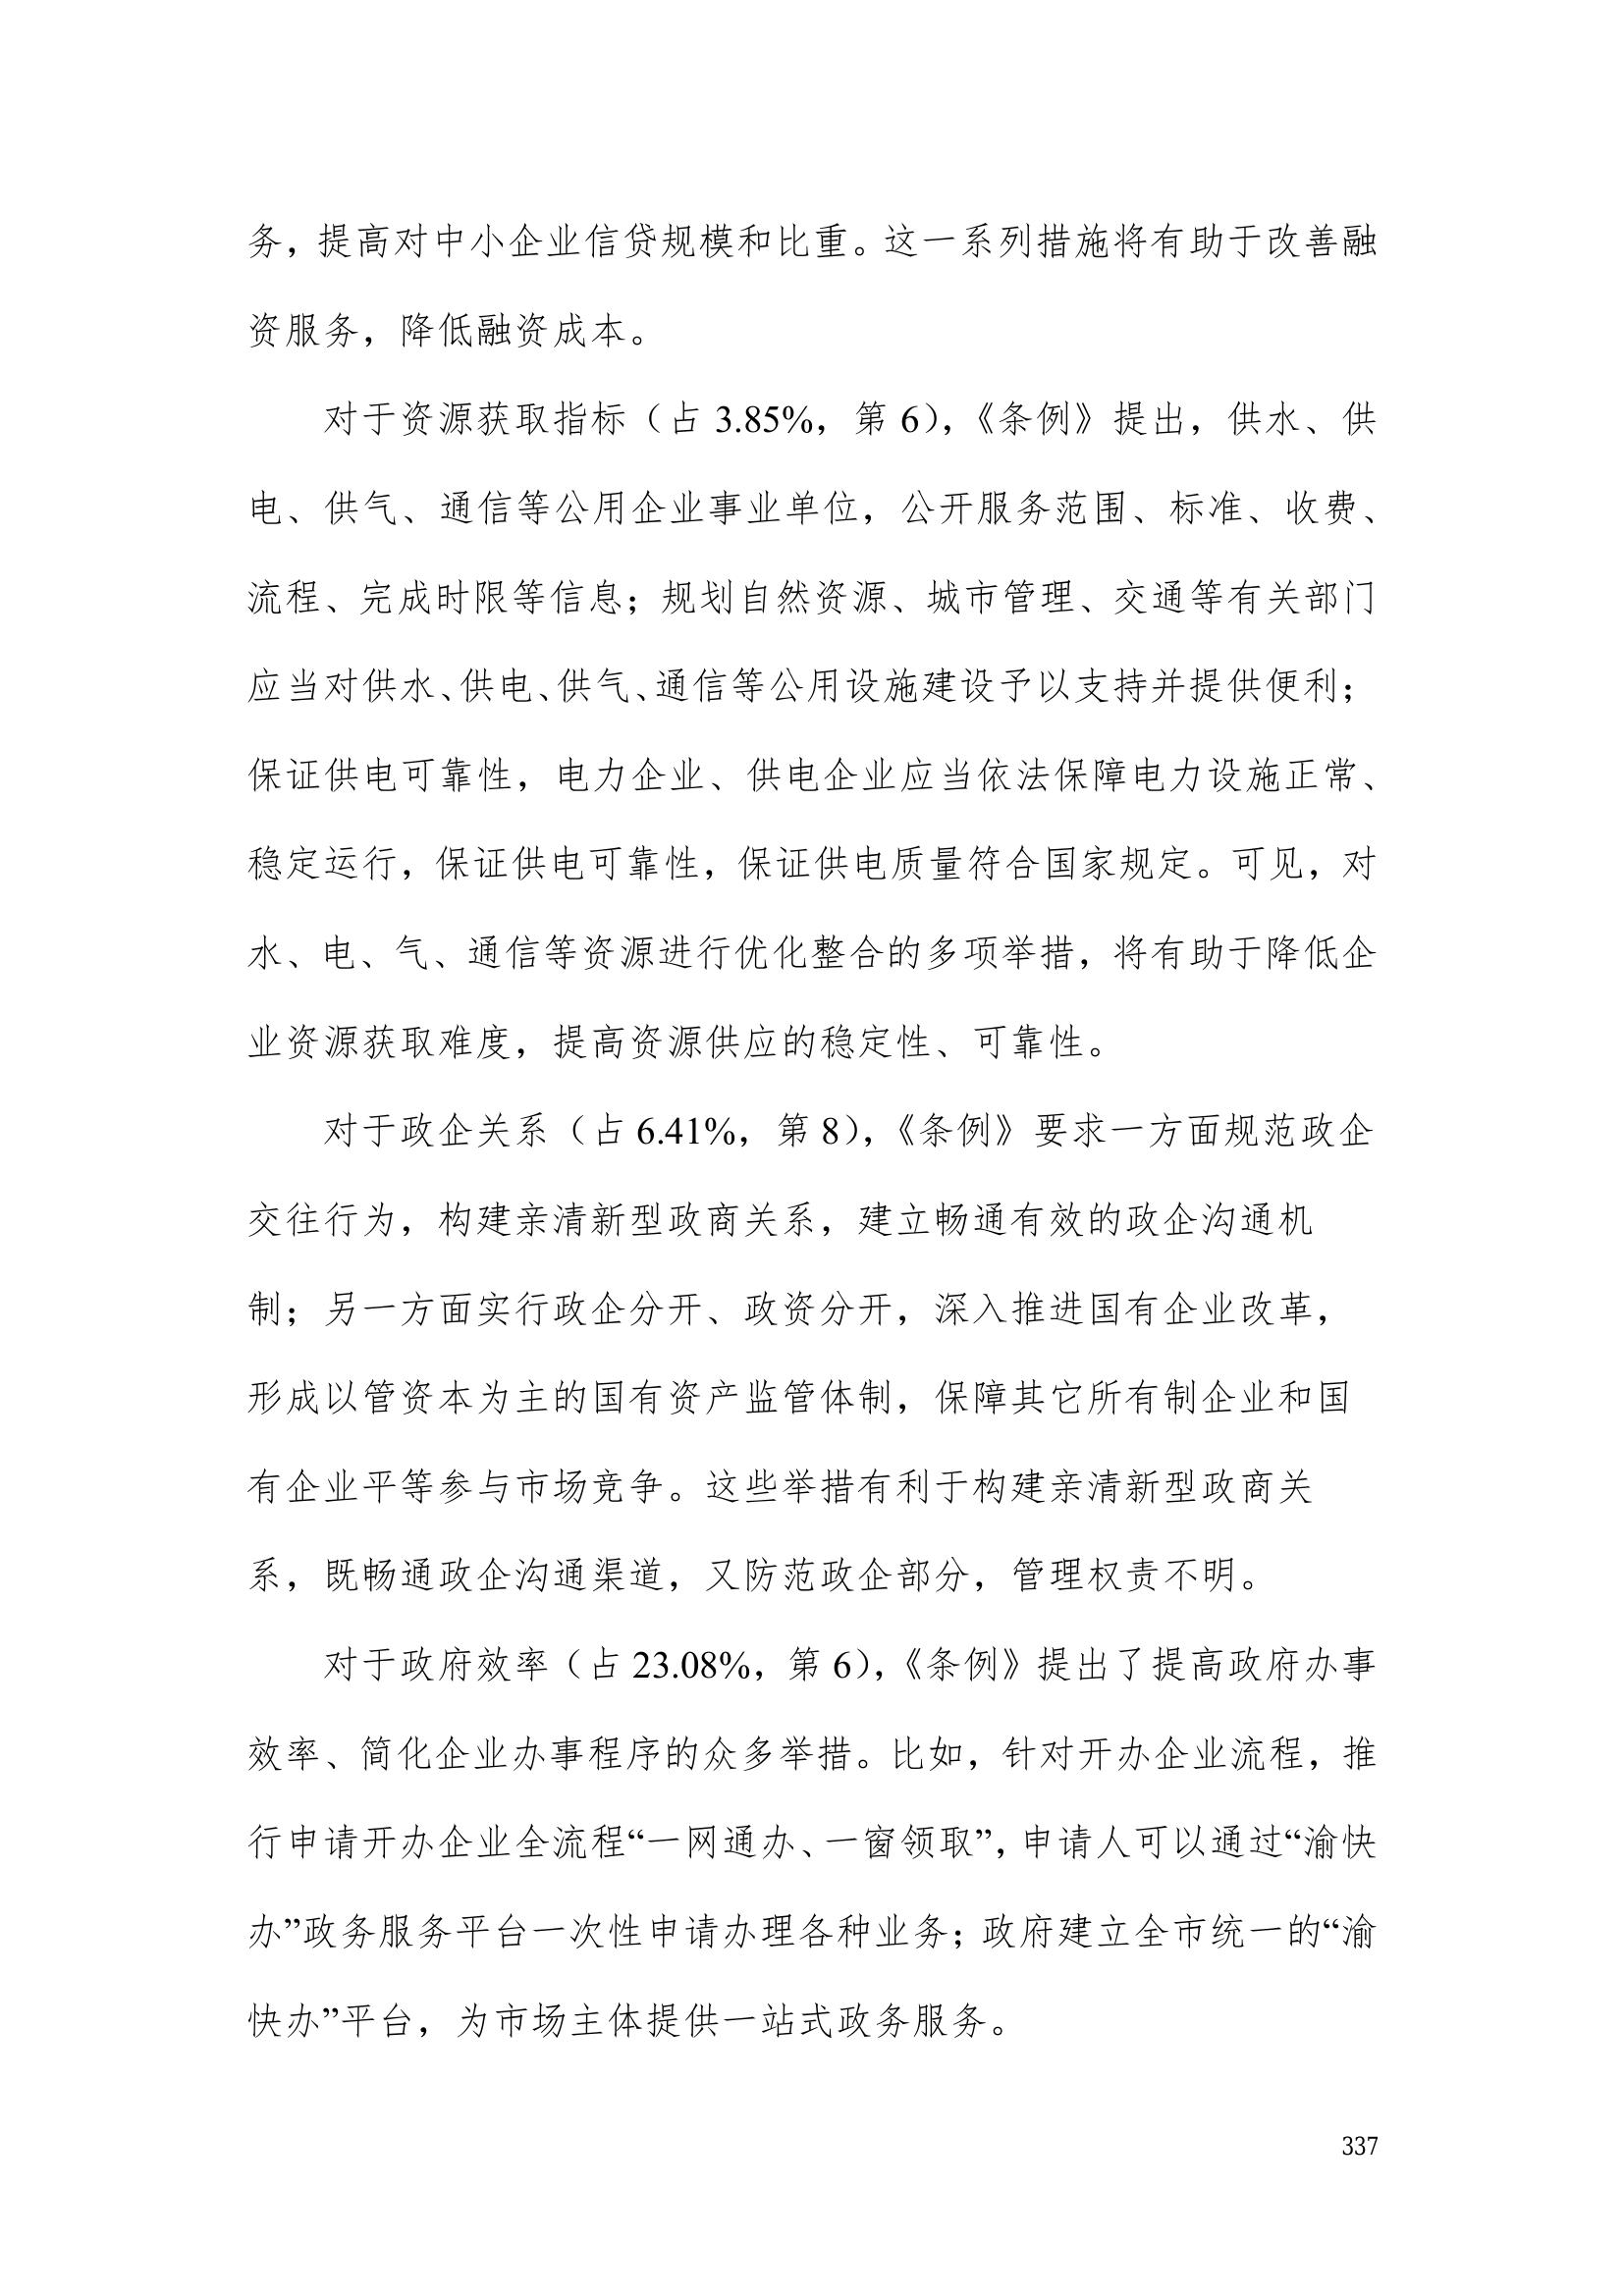 务，提高对中小企业信贷规模和比重。这一系列措施将有助于改善融
资服务，降低融资成本。
对于资源获取指标（占 3.85%，第 6），《条例》提出，供水、供
电、供气、通信等公用企业事业单位，公开服务范围、标准、收费、
流程、完成时限等信息；规划自然资源、城市管理、交通等有关部门
应当对供水、供电、供气、通信等公用设施建设予以支持并提供便利；
保证供电可靠性，电力企业、供电企业应当依法保障电力设施正常、
稳定运行，保证供电可靠性，保证供电质量符合国家规定。可见，对
水、电、气、通信等资源进行优化整合的多项举措，将有助于降低企
业资源获取难度，提高资源供应的稳定性、可靠性。
对于政企关系（占 6.41%，第 8），《条例》要求一方面规范政企
交往行为，构建亲清新型政商关系，建立畅通有效的政企沟通机
制；另一方面实行政企分开、政资分开，深入推进国有企业改革，
形成以管资本为主的国有资产监管体制，保障其它所有制企业和国
有企业平等参与市场竞争。这些举措有利于构建亲清新型政商关
系，既畅通政企沟通渠道，又防范政企部分，管理权责不明。
对于政府效率（占 23.08%，第 6），《条例》提出了提高政府办事
效率、简化企业办事程序的众多举措。比如，针对开办企业流程，推
行申请开办企业全流程“一网通办、一窗领取”，申请人可以通过“渝快
办”政务服务平台一次性申请办理各种业务；政府建立全市统一的“渝
快办”平台，为市场主体提供一站式政务服务。
337